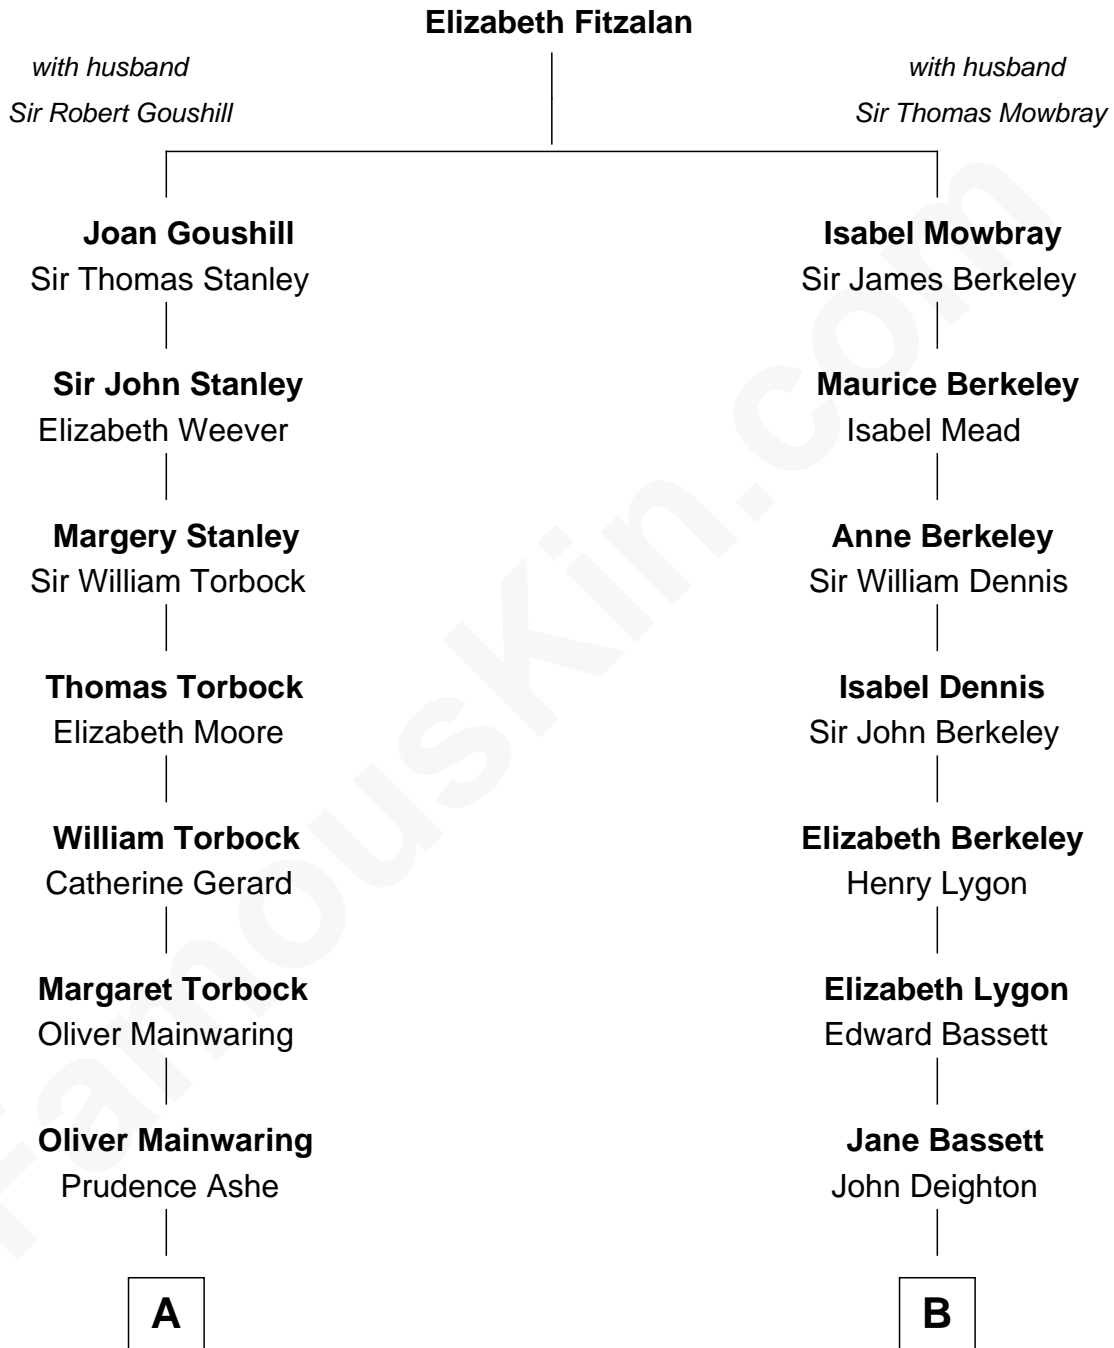 Elizabeth Fitzalan
with husband
Sir Robert Goushill
with husband
Sir Thomas Mowbray
Joan Goushill
Sir Thomas Stanley
Isabel Mowbray
Sir James Berkeley
Sir John Stanley
Elizabeth Weever
Maurice Berkeley
Isabel Mead
Margery Stanley
Sir William Torbock
Anne Berkeley
Sir William Dennis
Thomas Torbock
Elizabeth Moore
Isabel Dennis
Sir John Berkeley
William Torbock
Catherine Gerard
Elizabeth Berkeley
Henry Lygon
Margaret Torbock
Oliver Mainwaring
Elizabeth Lygon
Edward Bassett
Oliver Mainwaring
Prudence Ashe
Jane Bassett
John Deighton
A
B
FamousKin.com